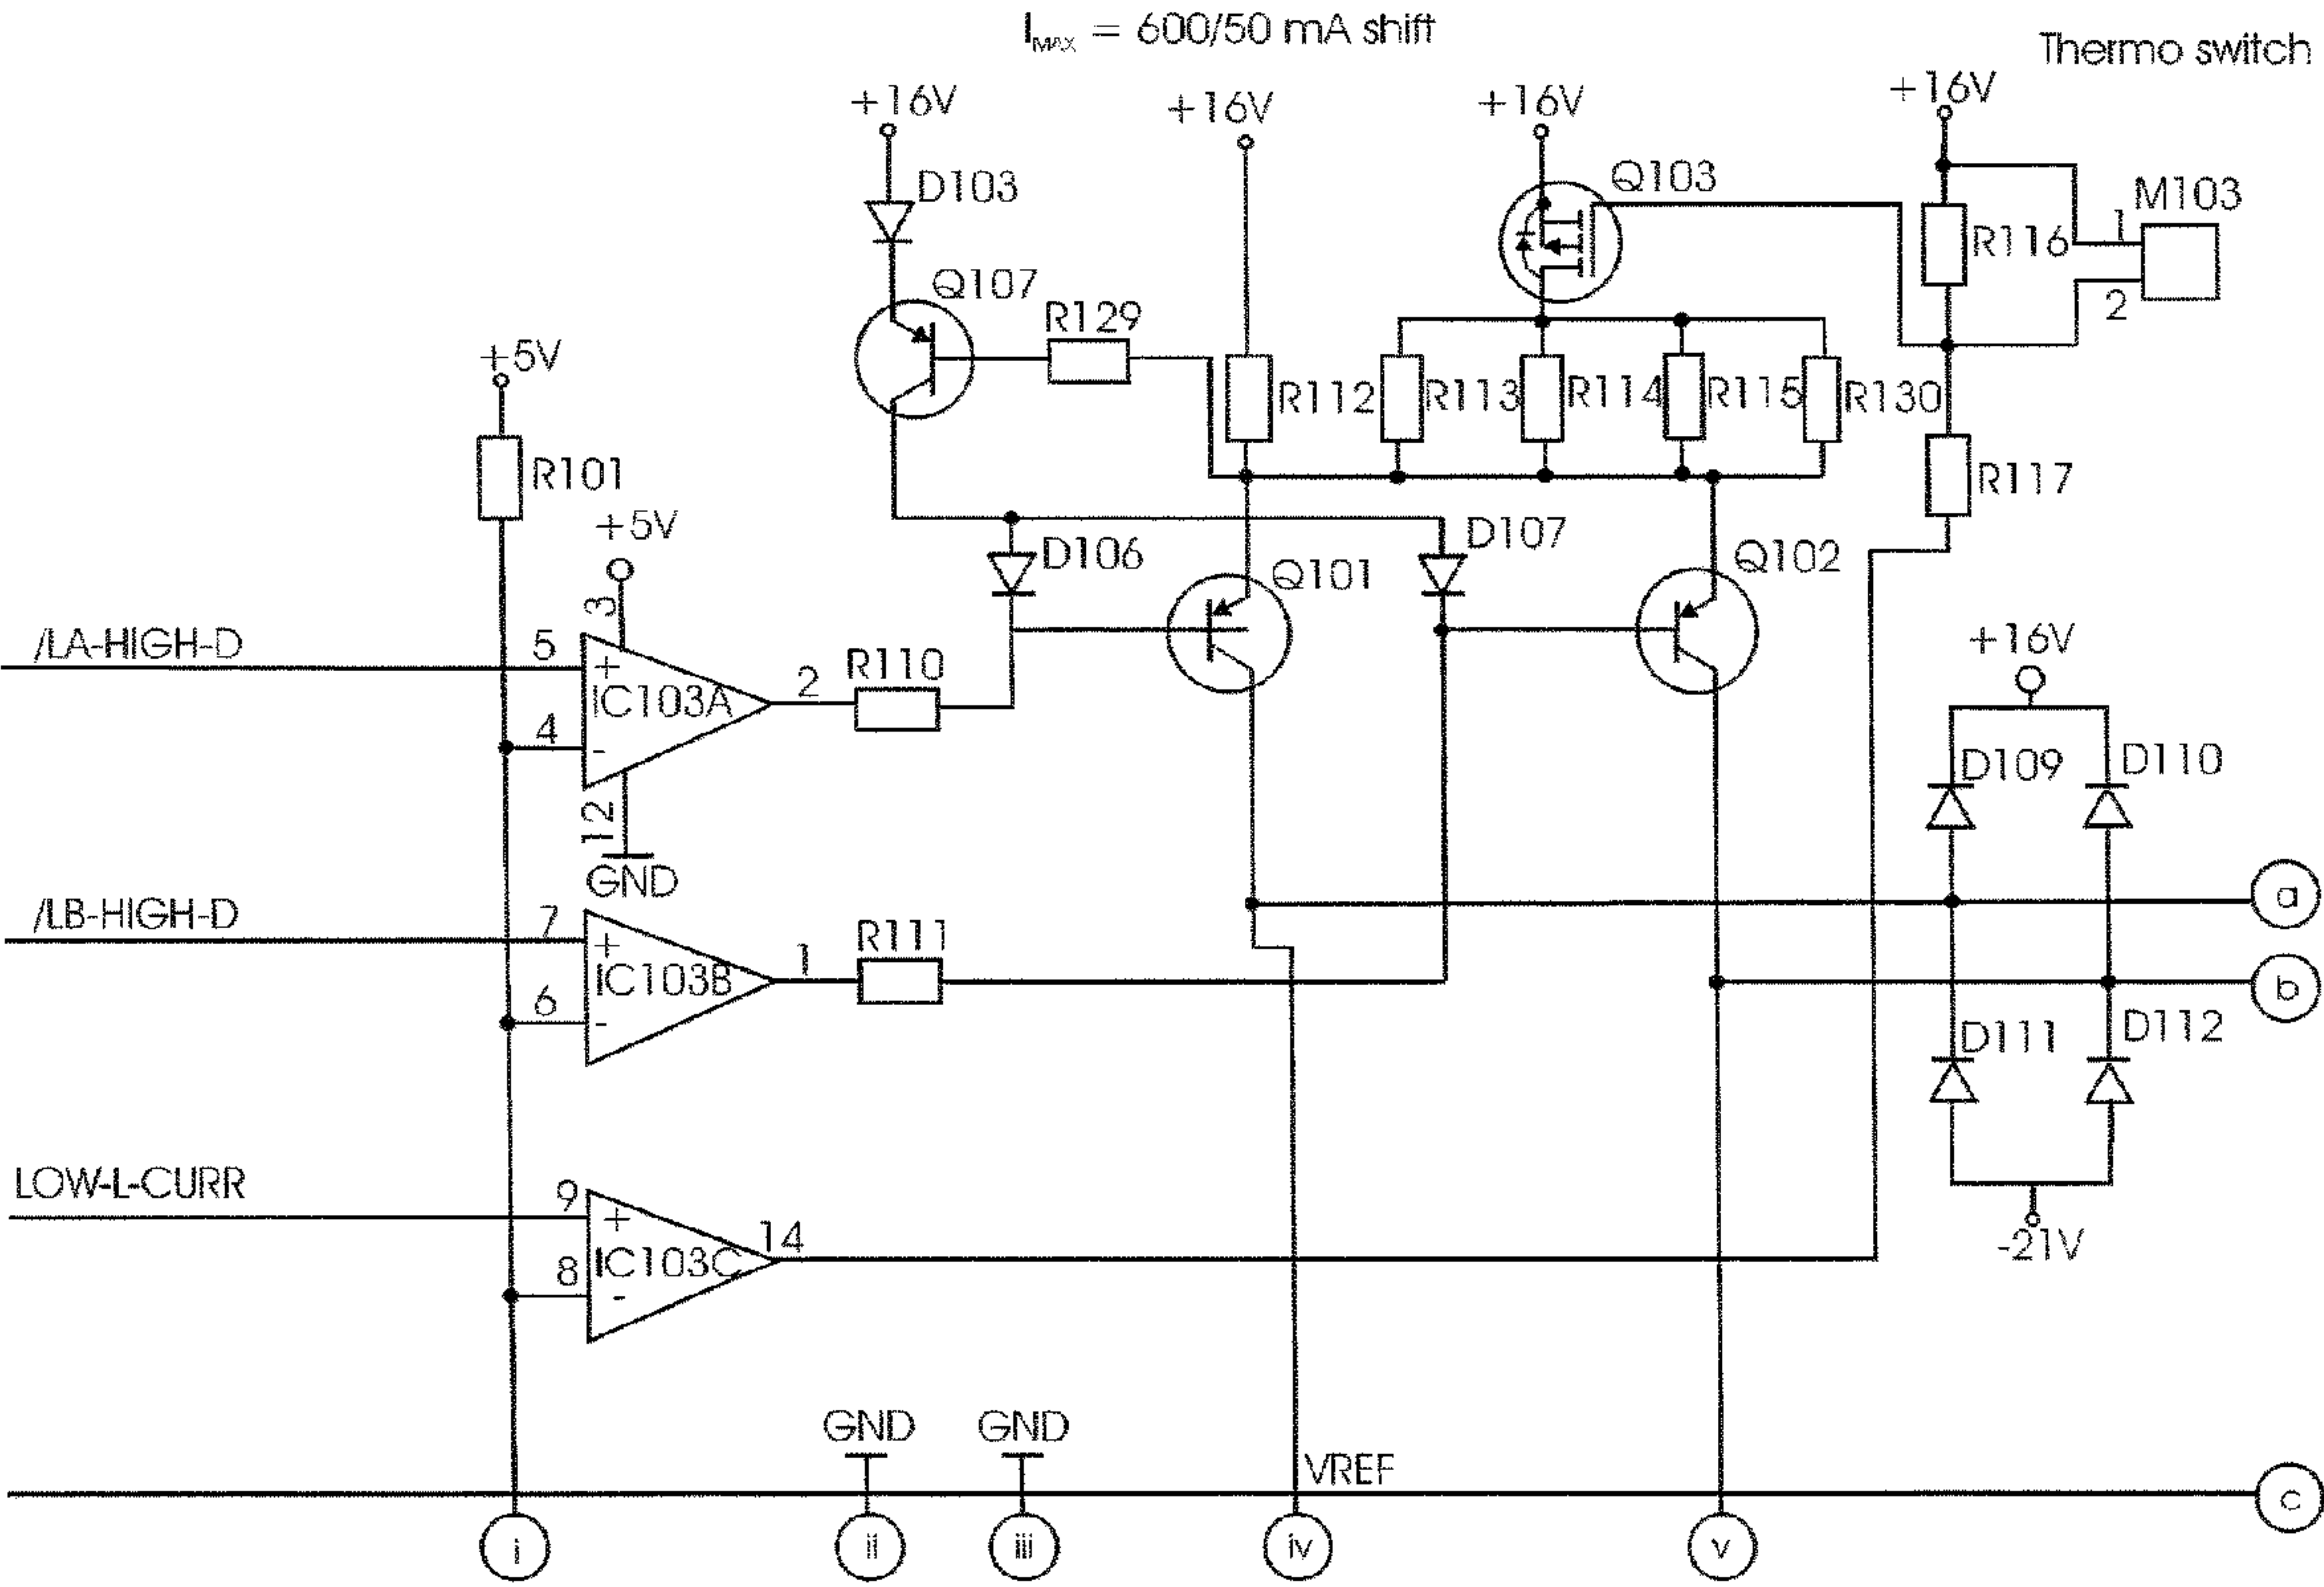 I_MAX = 600/50 mA shift
Thermo switch
+16V
+16V
+16V
+16V
D103
Q103
M103
1
R116
2
Q107
R129
+5V
R112
R113
R114
R115
R130
R101
R117
+5V
D106
D107
Q101
Q102
3
/LA-HIGH-D
5
+
IC103A
2
R110
4
-
12
GND
+16V
D109
D110
a
/LB-HIGH-D
7
+
IC103B
1
R111
6
-
b
D111
D112
LOW-L-CURR
9
+
IC103C
14
8
-
-21V
GND
GND
VREF
c
i
ii
iii
iv
v